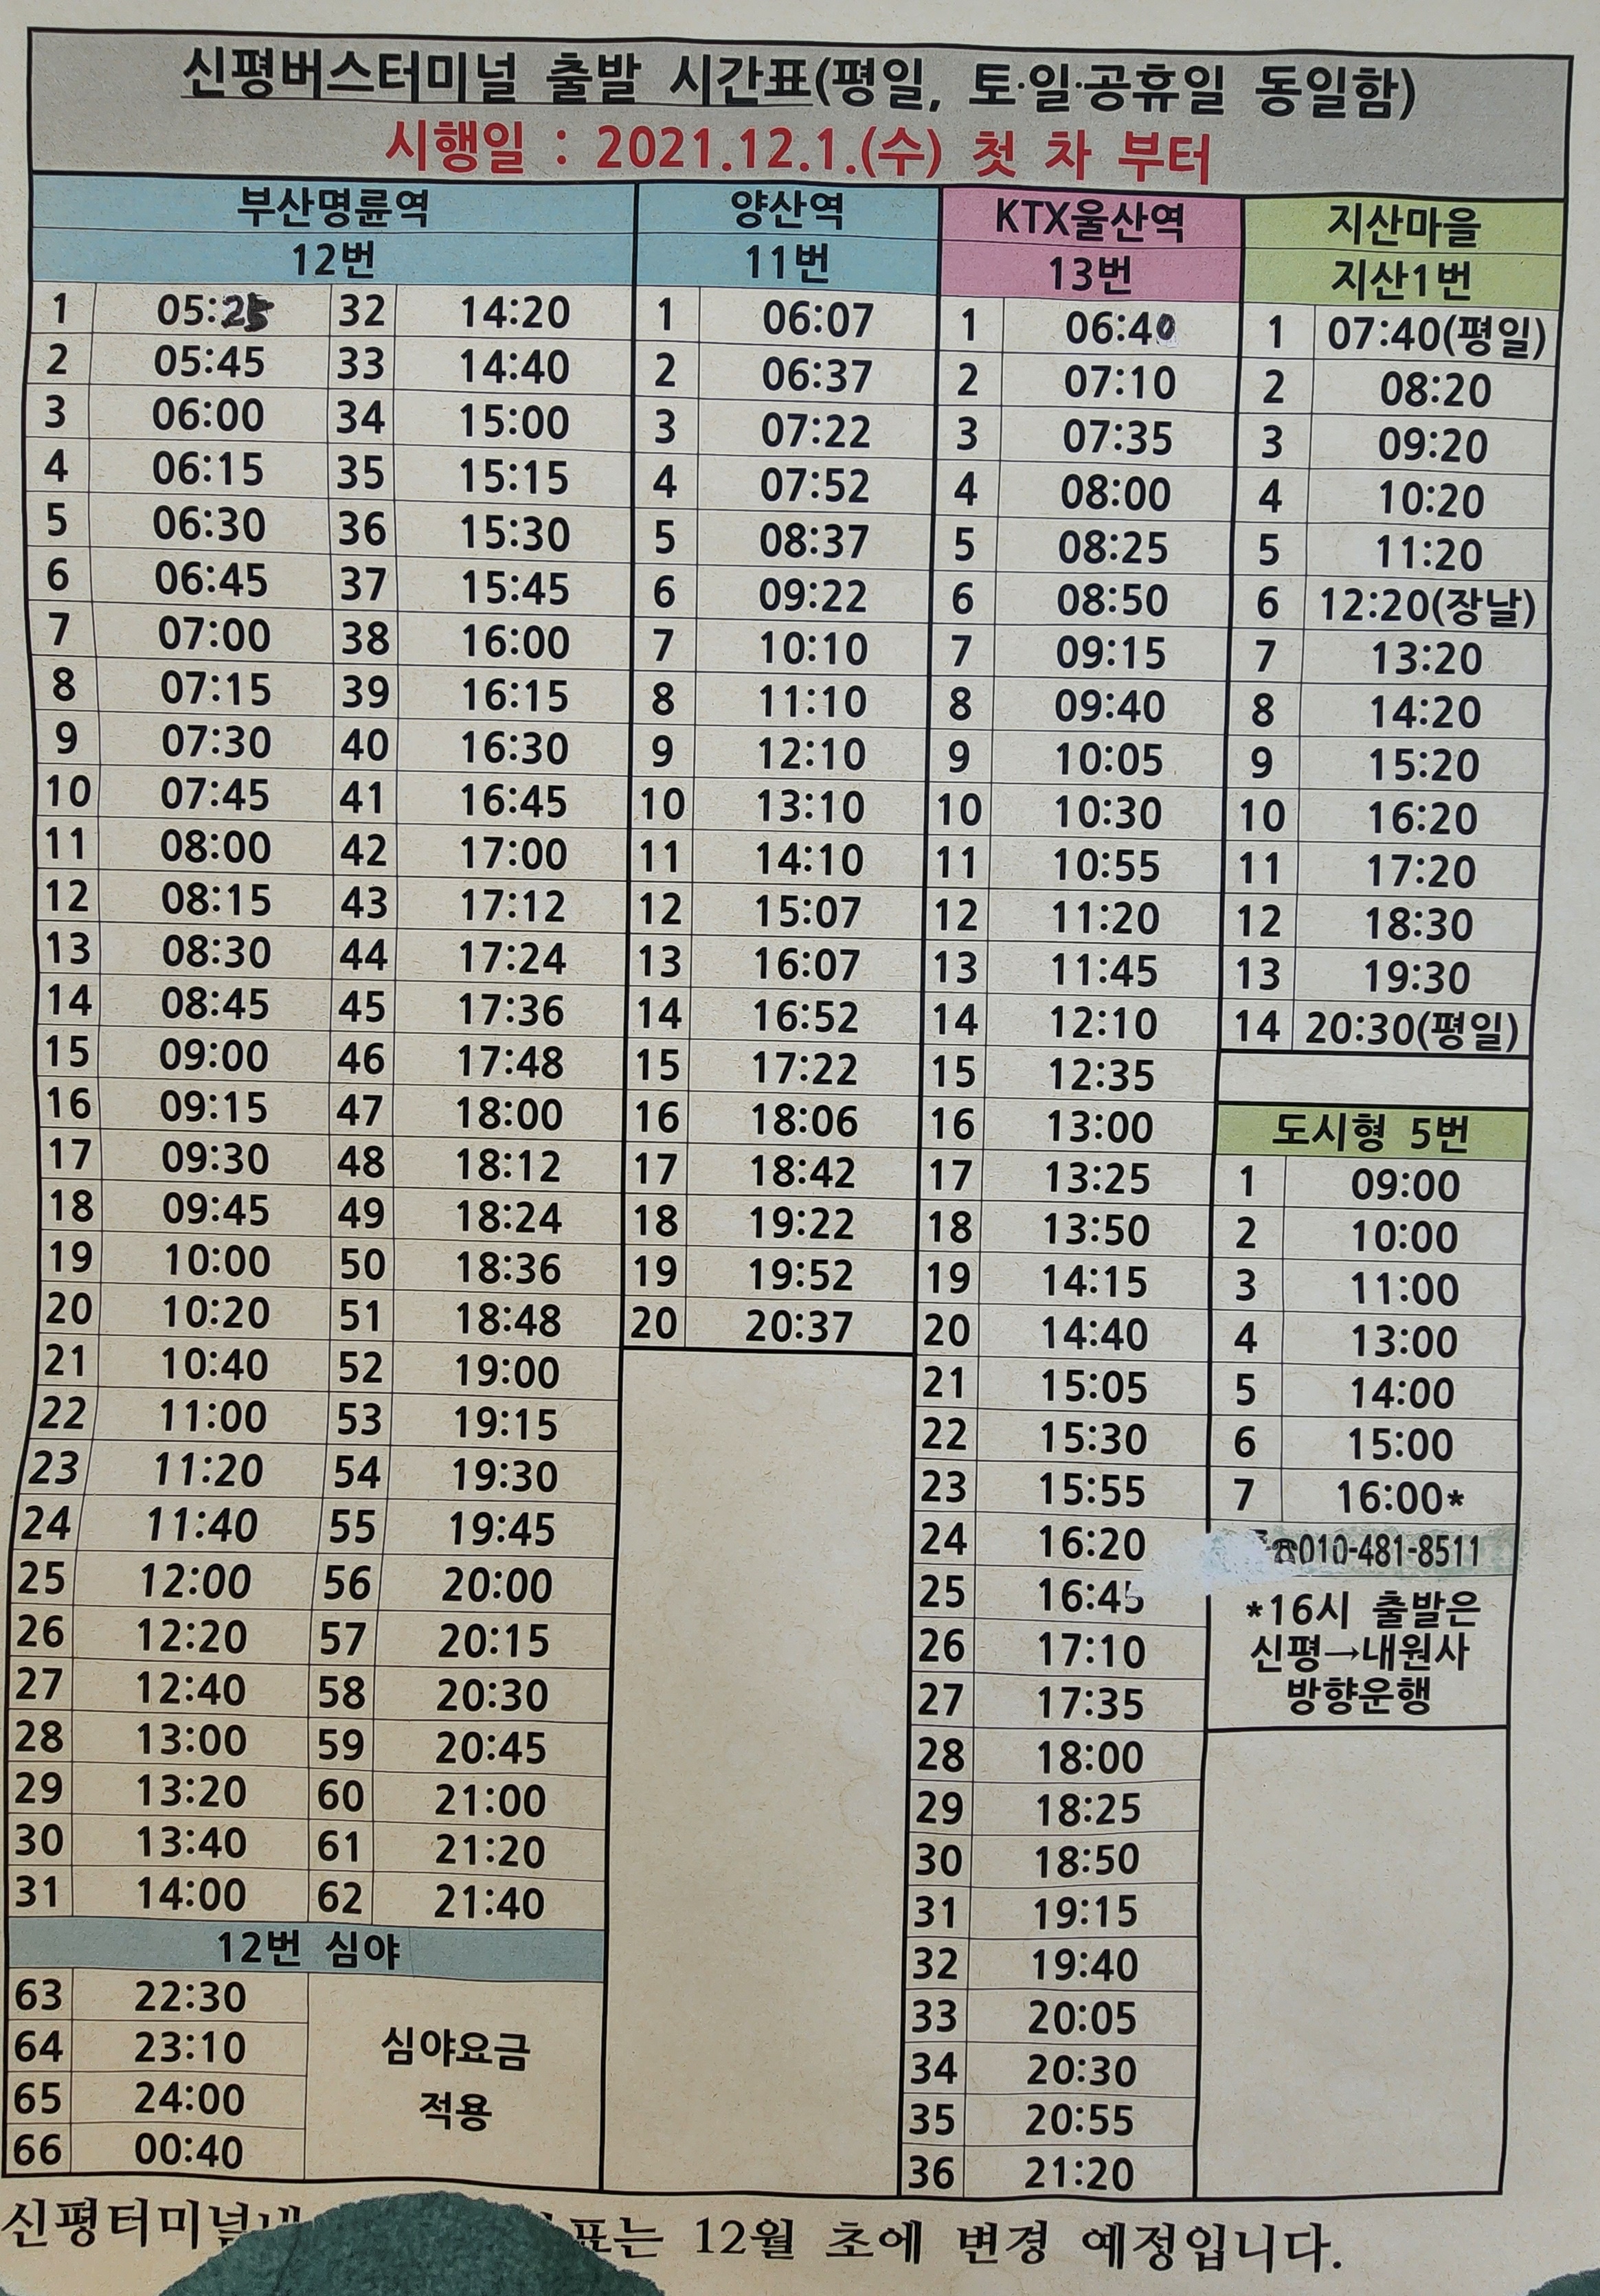 신평버스터미널 출발 시간표(평일, 토·일·공휴일 동일함)
시행일 : 2021.12.1.(수) 첫 차 부터
부산명륜역 양산역 KTX울산역 지산마을
12번 11번 13번 지산1번
1 05:25 32 14:20 1 06:07 1 06:40 1 07:40(평일)
2 05:45 33 14:40 2 06:37 2 07:10 2 08:20
3 06:00 34 15:00 3 07:22 3 07:35 3 09:20
4 06:15 35 15:15 4 07:52 4 08:00 4 10:20
5 06:30 36 15:30 5 08:37 5 08:25 5 11:20
6 06:45 37 15:45 6 09:22 6 08:50 6 12:20(장날)
7 07:00 38 16:00 7 10:10 7 09:15 7 13:20
8 07:15 39 16:15 8 11:10 8 09:40 8 14:20
9 07:30 40 16:30 9 12:10 9 10:05 9 15:20
10 07:45 41 16:45 10 13:10 10 10:30 10 16:20
11 08:00 42 17:00 11 14:10 11 10:55 11 17:20
12 08:15 43 17:12 12 15:07 12 11:20 12 18:30
13 08:30 44 17:24 13 16:07 13 11:45 13 19:30
14 08:45 45 17:36 14 16:52 14 12:10 14 20:30(평일)
15 09:00 46 17:48 15 17:22 15 12:35
16 09:15 47 18:00 16 18:06 16 13:00 도시형 5번
17 09:30 48 18:12 17 18:42 17 13:25 1 09:00
18 09:45 49 18:24 18 19:22 18 13:50 2 10:00
19 10:00 50 18:36 19 19:52 19 14:15 3 11:00
20 10:20 51 18:48 20 20:37 20 14:40 4 13:00
21 10:40 52 19:00 21 15:05 5 14:00
22 11:00 53 19:15 22 15:30 6 15:00
23 11:20 54 19:30 23 15:55 7 16:00*
24 11:40 55 19:45 24 16:20 ☎010-481-8511
25 12:00 56 20:00 25 16:45 *16시 출발은
26 12:20 57 20:15 26 17:10 신평→내원사
27 12:40 58 20:30 27 17:35 방향운행
28 13:00 59 20:45 28 18:00
29 13:20 60 21:00 29 18:25
30 13:40 61 21:20 30 18:50
31 14:00 62 21:40 31 19:15
12번 심야 32 19:40
63 22:30 33 20:05
64 23:10 심야요금 34 20:30
65 24:00 적용 35 20:55
66 00:40 36 21:20
신평터미널내 표는 12월 초에 변경 예정입니다.